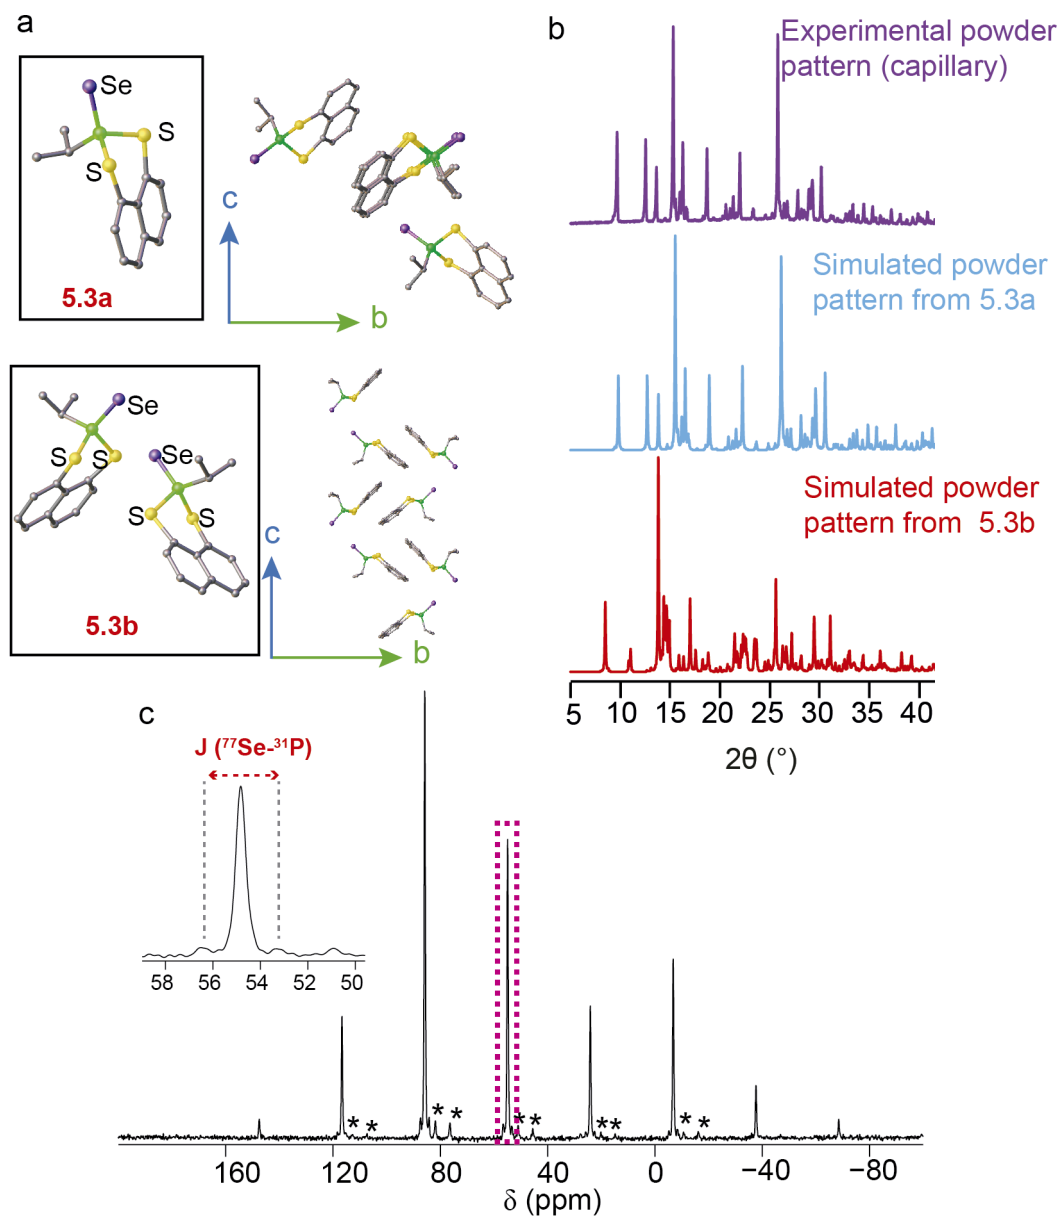 a
Se
S
S
5.3a
c
b
Se
S
S
Se
S
S
5.3b
c
b
b
Experimental powder
pattern (capillary)
Simulated powder
pattern from 5.3a
Simulated powder
pattern from 5.3b
5 10 15 20 25 30 35 40
2θ (°)
c
J (⁷⁷Se-³¹P)
58 56 54 52 50
* * * * * * * * * *
160 120 80 40 0 −40 −80
δ (ppm)